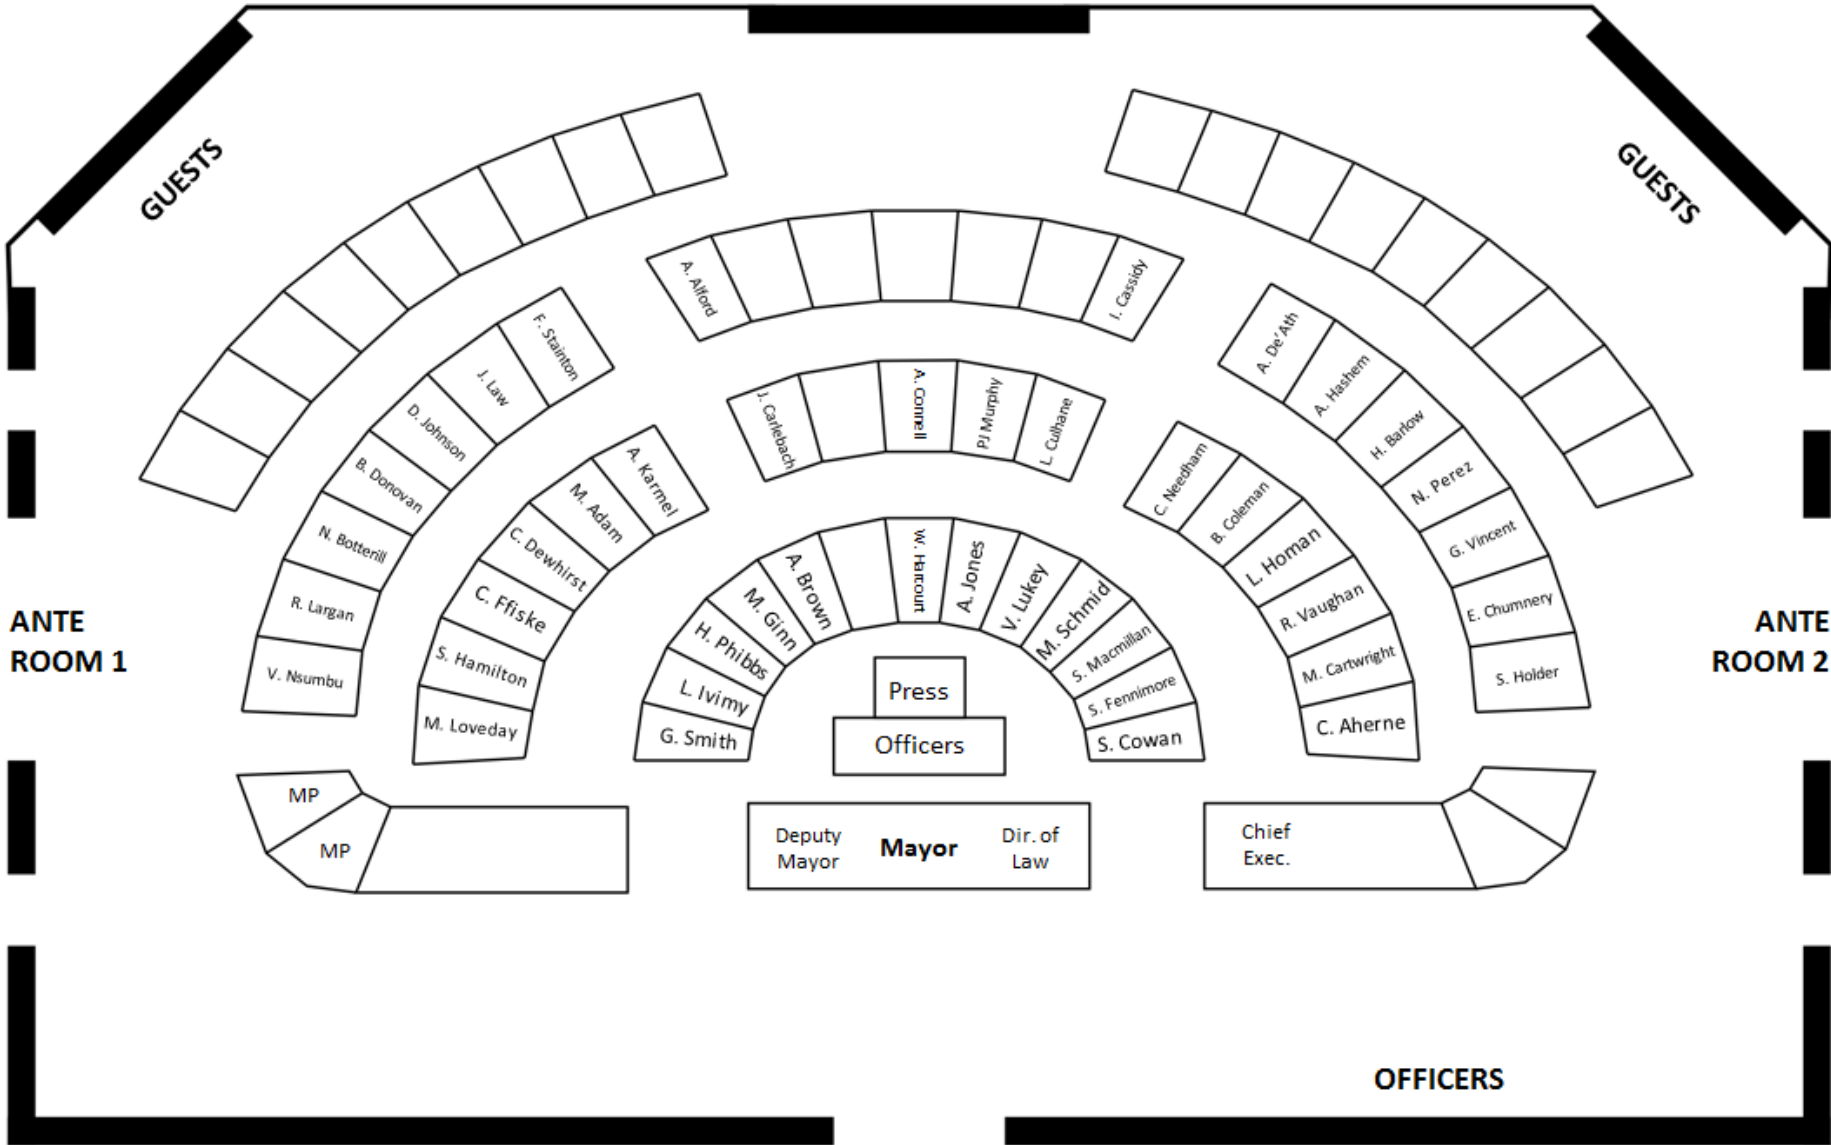 GUESTS
GUESTS
A. Alford
I. Cassidy
F. Stainton
J. Law
D. Johnson
B. Donovan
N. Botterill
R. Largan
V. Nsumbu
A. De'Ath
A. Hashem
H. Barlow
N. Perez
G. Vincent
E. Chumnery
S. Holder
J. Carlebach
A. Connell
PJ Murphy
L. Culhane
A. Karmel
M. Adam
C. Dewhirst
C. Ffiske
S. Hamilton
M. Loveday
C. Needham
B. Coleman
L. Homan
R. Vaughan
M. Cartwright
C. Aherne
G. Smith
L. Ivimy
H. Phibbs
M. Ginn
A. Brown
W. Harcourt
A. Jones
V. Lukey
M. Schmid
S. Macmillan
S. Fennimore
S. Cowan
ANTE
ROOM 1
ANTE
ROOM 2
Press
Officers
MP
MP
Deputy
Mayor
Mayor
Dir. of
Law
Chief
Exec.
OFFICERS